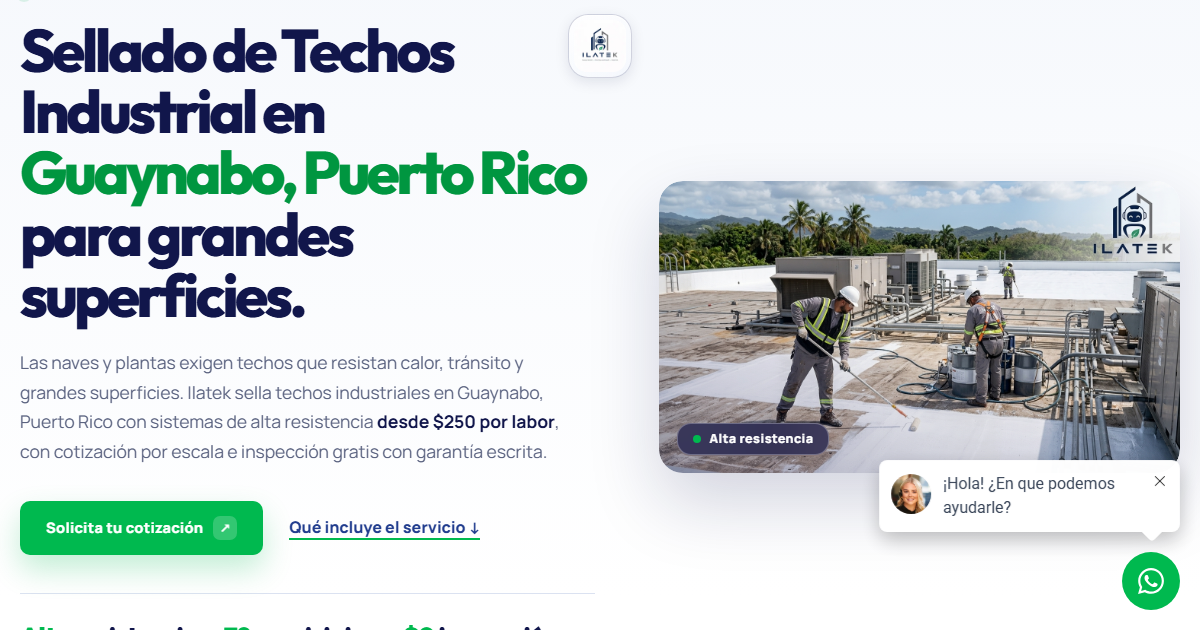 Sellado de Techos
Industrial en
Guaynabo, Puerto Rico
para grandes
superficies.
Las naves y plantas exigen techos que resistan calor, tránsito y
grandes superficies. Ilatek sella techos industriales en Guaynabo,
Puerto Rico con sistemas de alta resistencia desde $250 por labor,
con cotización por escala e inspección gratis con garantía escrita.
Solicita tu cotización ↗
Qué incluye el servicio ↓
ILATEK
ILATEK
Alta resistencia
¡Hola! ¿En que podemos
ayudarle?